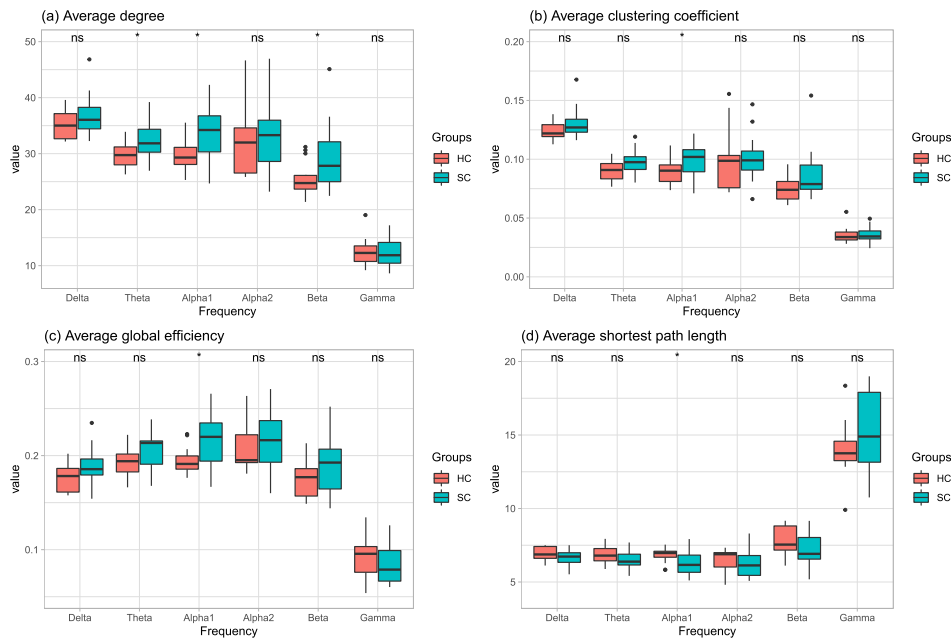 (a) Average degree
ns * * ns * ns
50
40
30
20
10
value
Delta Theta Alpha1 Alpha2 Beta Gamma
Frequency
Groups
HC
SC
(b) Average clustering coefficient
ns ns * ns ns ns
0.20
0.15
0.10
0.05
0.00
value
Delta Theta Alpha1 Alpha2 Beta Gamma
Frequency
Groups
HC
SC
(c) Average global efficiency
ns ns * ns ns ns
0.3
0.2
0.1
value
Delta Theta Alpha1 Alpha2 Beta Gamma
Frequency
Groups
HC
SC
(d) Average shortest path length
ns ns * ns ns ns
20
15
10
5
value
Delta Theta Alpha1 Alpha2 Beta Gamma
Frequency
Groups
HC
SC